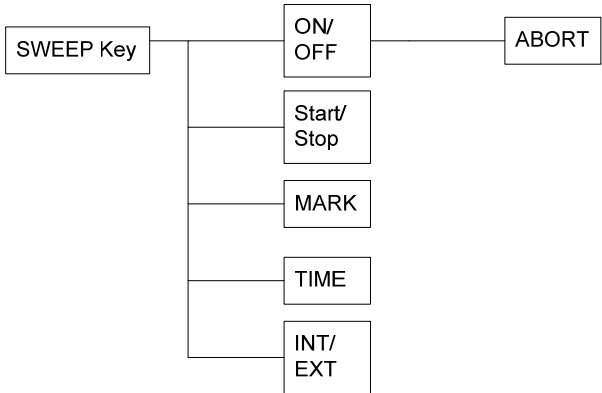 SWEEP Key
ON/
OFF
ABORT
Start/
Stop
MARK
TIME
INT/
EXT